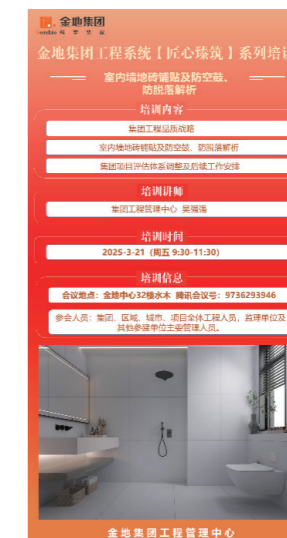 金地集团
金地集团工程系统【匠心臻筑】系列培训
室内墙地砖铺贴及防空鼓、
防脱落解析
培训内容
集团工程品质战略
室内墙地砖铺贴及防空鼓、防脱落解析
集团项目评估体系调整及后续工作安排
培训讲师
集团工程管理中心 吴强强
培训时间
2025-3-21（周五 9:30-11:30）
培训信息
会议地点：金地中心32楼水木 腾讯会议号：9736293946
参会人员：集团、区域、城市、项目全体工程人员，监理单位及
其他参建单位主要管理人员。
金地集团工程管理中心